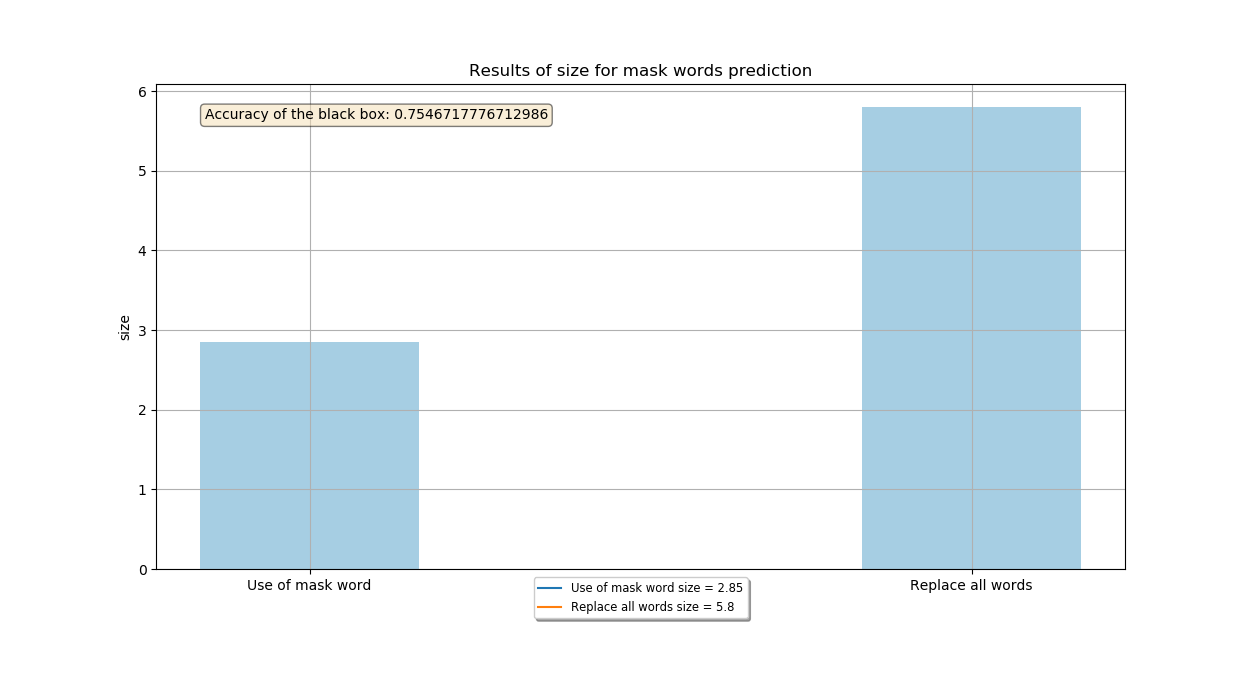 Results of size for mask words prediction
Accuracy of the black box: 0.7546717776712986
size
6
5
4
3
2
1
0
Use of mask word
Replace all words
Use of mask word size = 2.85
Replace all words size = 5.8